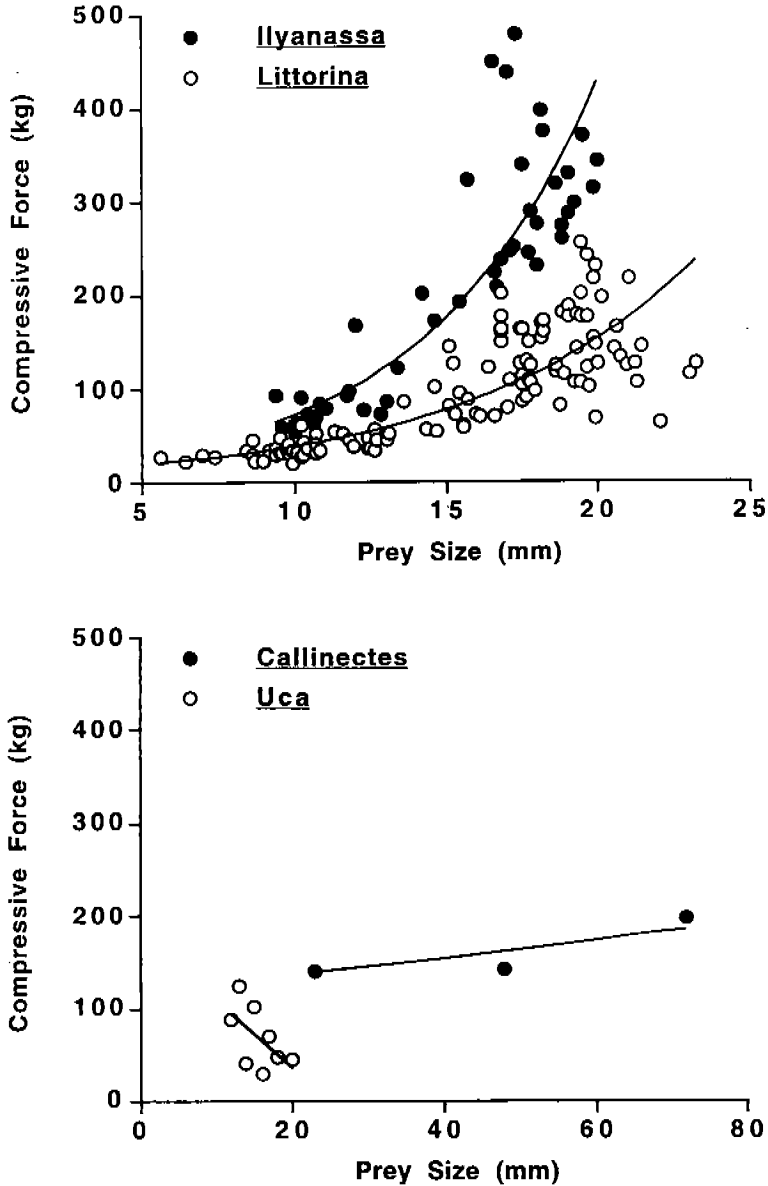 500
Ilyanassa
Littorina
400
300
200
100
0
Compressive Force (kg)
5 10 15 20 25
Prey Size (mm)
500
Callinectes
Uca
400
300
200
100
0
Compressive Force (kg)
0 20 40 60 80
Prey Size (mm)